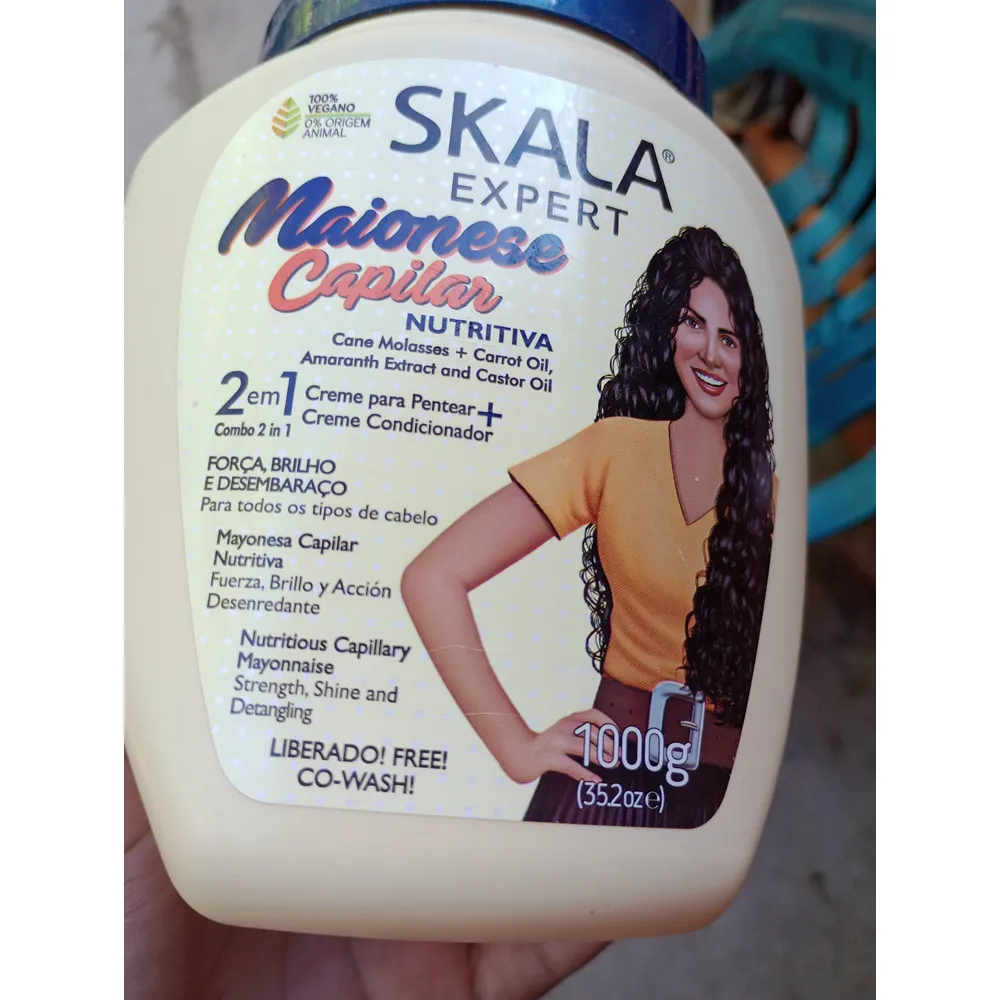 100%
VEGANO
0% ORIGEM
ANIMAL
SKALA®
EXPERT
Maionese
Capilar
NUTRITIVA
Cane Molasses + Carrot Oil,
Amaranth Extract and Castor Oil
2em1 Creme para Pentear +
Combo 2 in 1 Creme Condicionador
FORÇA, BRILHO
E DESEMBARAÇO
Para todos os tipos de cabelo
Mayonesa Capilar
Nutritiva
Fuerza, Brillo y Acción
Desenredante
Nutritious Capillary
Mayonnaise
Strength, Shine and
Detangling
LIBERADO! FREE!
CO-WASH!
1000g
(35.2oz℮)